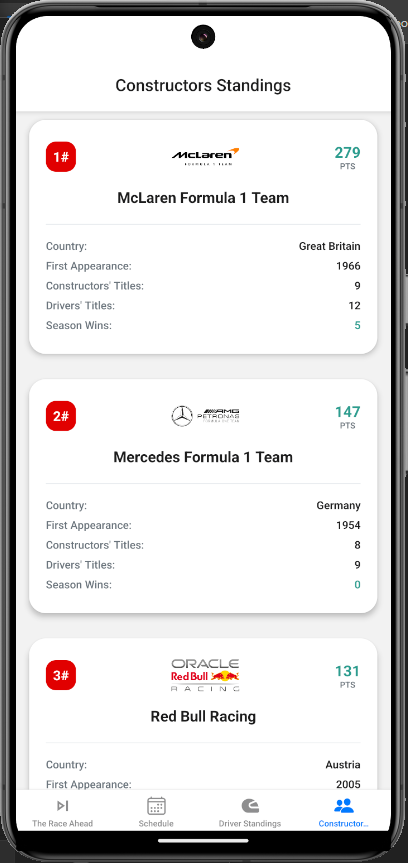 Constructors Standings
1#
McLaren
FORMULA 1 TEAM
279
PTS
McLaren Formula 1 Team
Country: Great Britain
First Appearance: 1966
Constructors' Titles: 9
Drivers' Titles: 12
Season Wins: 5
2#
AMG
PETRONAS
147
PTS
Mercedes Formula 1 Team
Country: Germany
First Appearance: 1954
Constructors' Titles: 8
Drivers' Titles: 9
Season Wins: 0
3#
ORACLE
Red Bull
RACING
131
PTS
Red Bull Racing
Country: Austria
First Appearance: 2005
The Race Ahead
Schedule
Driver Standings
Constructor...